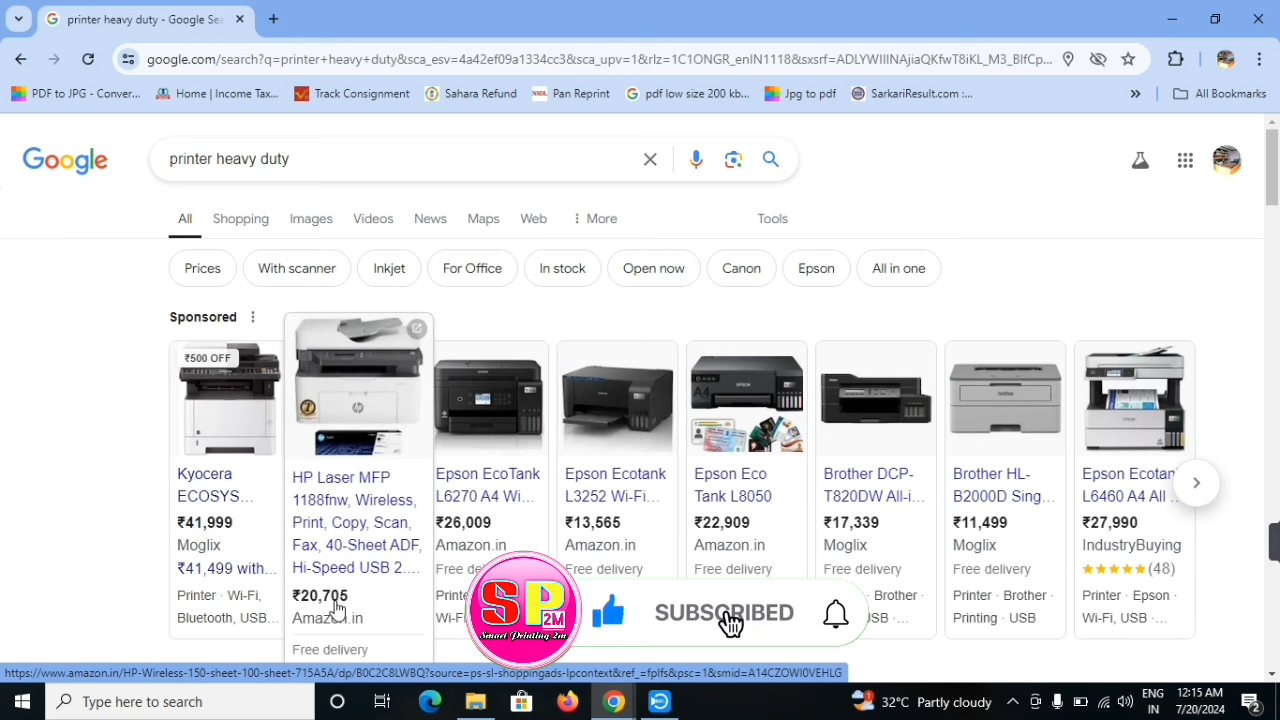 printer heavy duty - Google Sea
google.com/search?q=printer+heavy+duty&sca_esv=4a42ef09a1334cc3&sca_upv=1&rlz=1C1ONGR_enIN1118&sxsrf=ADLYWIIINAjiaQKfwT8iKL_M3_BlfCp...
PDF to JPG - Conver...
Home | Income Tax...
Track Consignment
Sahara Refund
NSDL
Pan Reprint
pdf low size 200 kb...
Jpg to pdf
SarkariResult.com :...
All Bookmarks
Google
printer heavy duty
All
Shopping
Images
Videos
News
Maps
Web
More
Tools
Prices
With scanner
Inkjet
For Office
In stock
Open now
Canon
Epson
All in one
Sponsored
₹500 OFF
Kyocera
ECOSYS...
₹41,999
Moglix
₹41,499 with...
Printer · Wi-Fi,
Bluetooth, USB...
HP Laser MFP
1188fnw, Wireless,
Print, Copy, Scan,
Fax, 40-Sheet ADF,
Hi-Speed USB 2....
₹20,705
Amazon.in
Free delivery
Epson EcoTank
L6270 A4 Wi...
₹26,009
Amazon.in
Free deli
Printe
Epson Ecotank
L3252 Wi-Fi...
₹13,565
Amazon.in
Free delivery
EPSON
A4
Epson Eco
Tank L8050
₹22,909
Amazon.in
Free delivery
Brother DCP-
T820DW All-i...
₹17,339
Moglix
Free delivery
Brother ·
USB ·...
Brother HL-
B2000D Sing...
₹11,499
Moglix
Free delivery
Printer · Brother ·
Printing · USB
Epson Ecotan
L6460 A4 All ...
₹27,990
IndustryBuying
(48)
Printer · Epson ·
Wi-Fi, USB ·...
SP
2M
Smart Printing 2m
SUBSCRIBED
https://www.amazon.in/HP-Wireless-150-sheet-100-sheet-715A5A/dp/B0C2C8LWBQ?source=ps-sl-shoppingads-lpcontext&ref_=fplfs&psc=1&smid=A14CZOWI0VEHLG
Type here to search
32°C Partly cloudy
ENG
IN
12:15 AM
7/20/2024
2